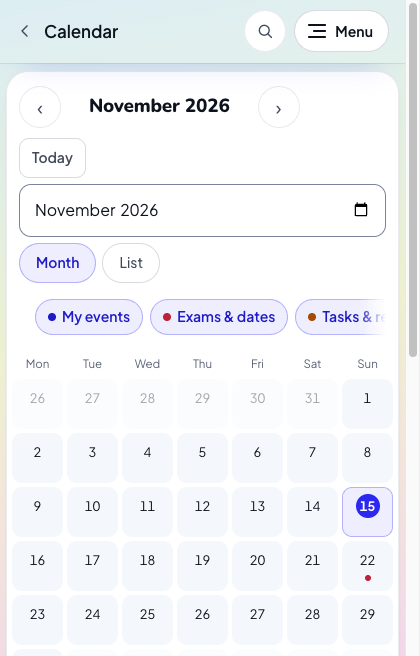 Calendar
Menu
November 2026
Today
November 2026
Month List
My events Exams & dates Tasks & re
Mon Tue Wed Thu Fri Sat Sun
26 27 28 29 30 31 1
2 3 4 5 6 7 8
9 10 11 12 13 14 15
16 17 18 19 20 21 22
23 24 25 26 27 28 29